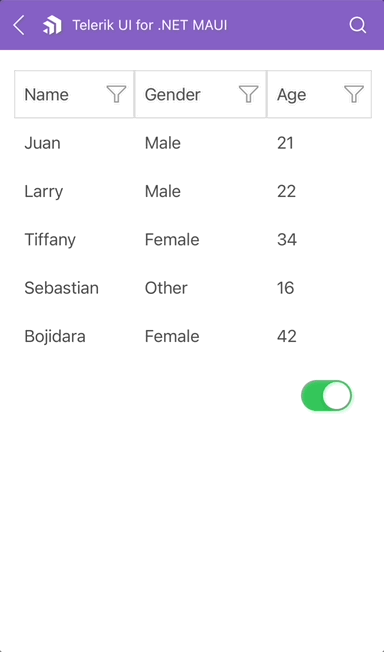 Telerik UI for .NET MAUI
Name Gender Age
Juan Male 21
Larry Male 22
Tiffany Female 34
Sebastian Other 16
Bojidara Female 42